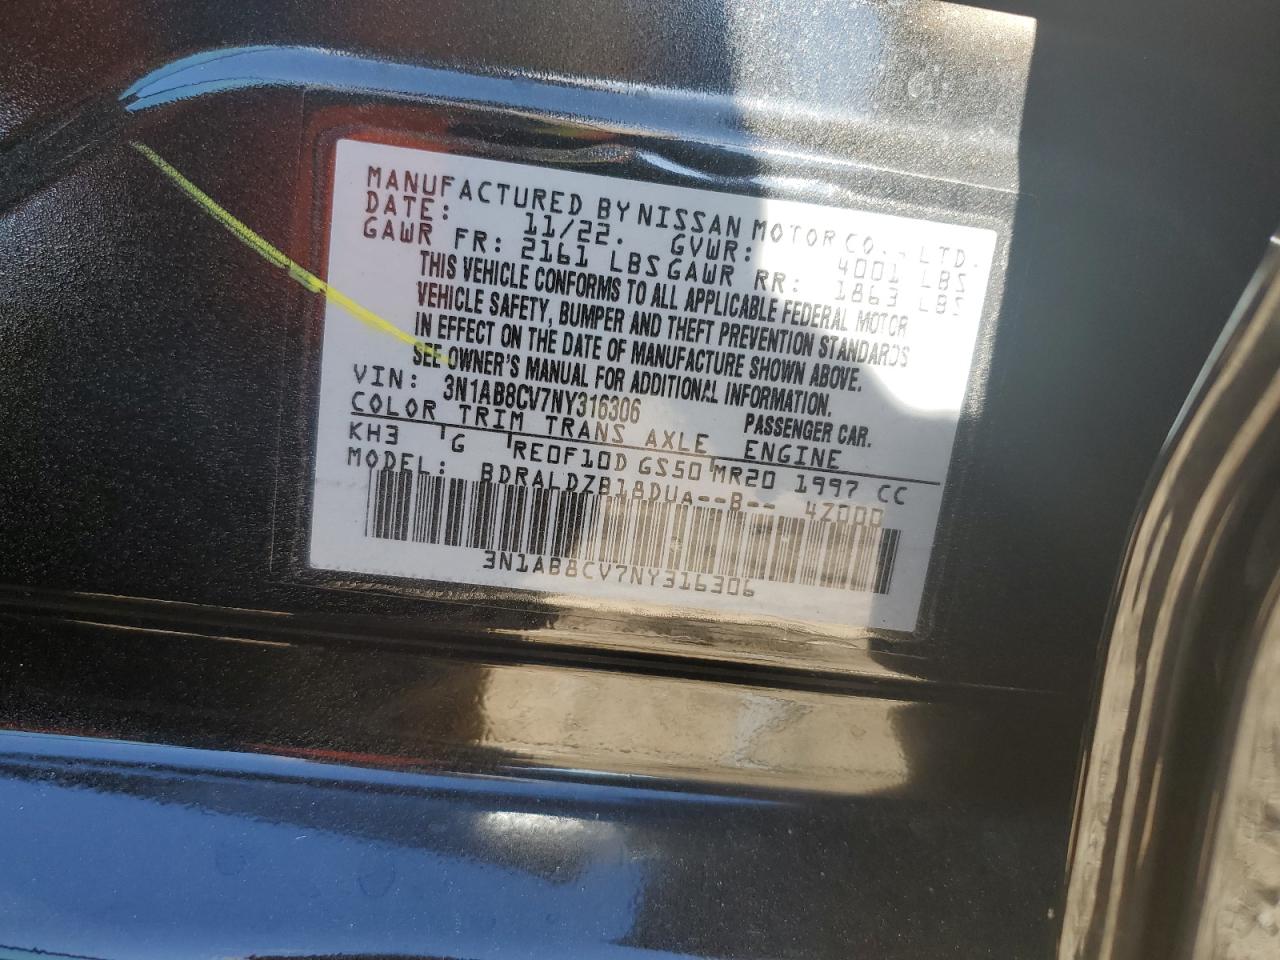 MANUFACTURED BY NISSAN MOTOR CO., LTD.
DATE: 11/22. GVWR: 4001 LBS
GAWR FR: 2161 LBS GAWR RR: 1863 LBS
THIS VEHICLE CONFORMS TO ALL APPLICABLE FEDERAL MOTOR
VEHICLE SAFETY, BUMPER AND THEFT PREVENTION STANDARDS
IN EFFECT ON THE DATE OF MANUFACTURE SHOWN ABOVE.
SEE OWNER'S MANUAL FOR ADDITIONAL INFORMATION.
VIN: 3N1AB8CV7NY316306 PASSENGER CAR.
COLOR TRIM TRANS AXLE ENGINE
KH3 G RE0F10D GS50 MR20 1997 CC
MODEL: BDRALDZB18DUA--B-- 4Z000
3N1AB8CV7NY316306